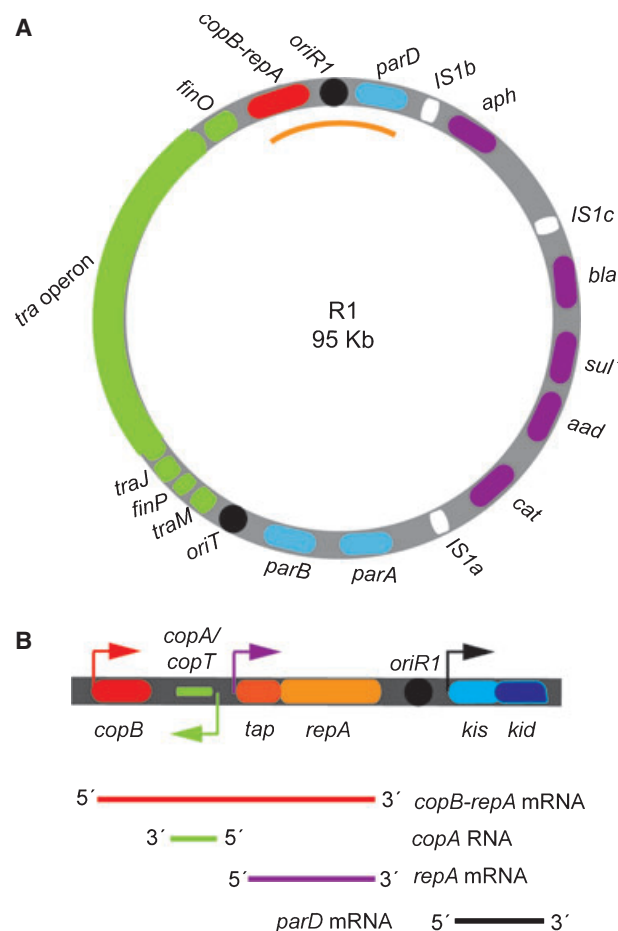 A
copB-repA
oriR1
parD
IS1b
aph
finO
IS1c
bla
tra operon
R1
95 Kb
sul
aad
traJ
finP
traM
oriT
parB
parA
IS1a
cat
B
copA/
copT
oriR1
copB
tap
repA
kis
kid
5´ 3´ copB-repA mRNA
3´ 5´ copA RNA
5´ 3´ repA mRNA
parD mRNA 5´ 3´